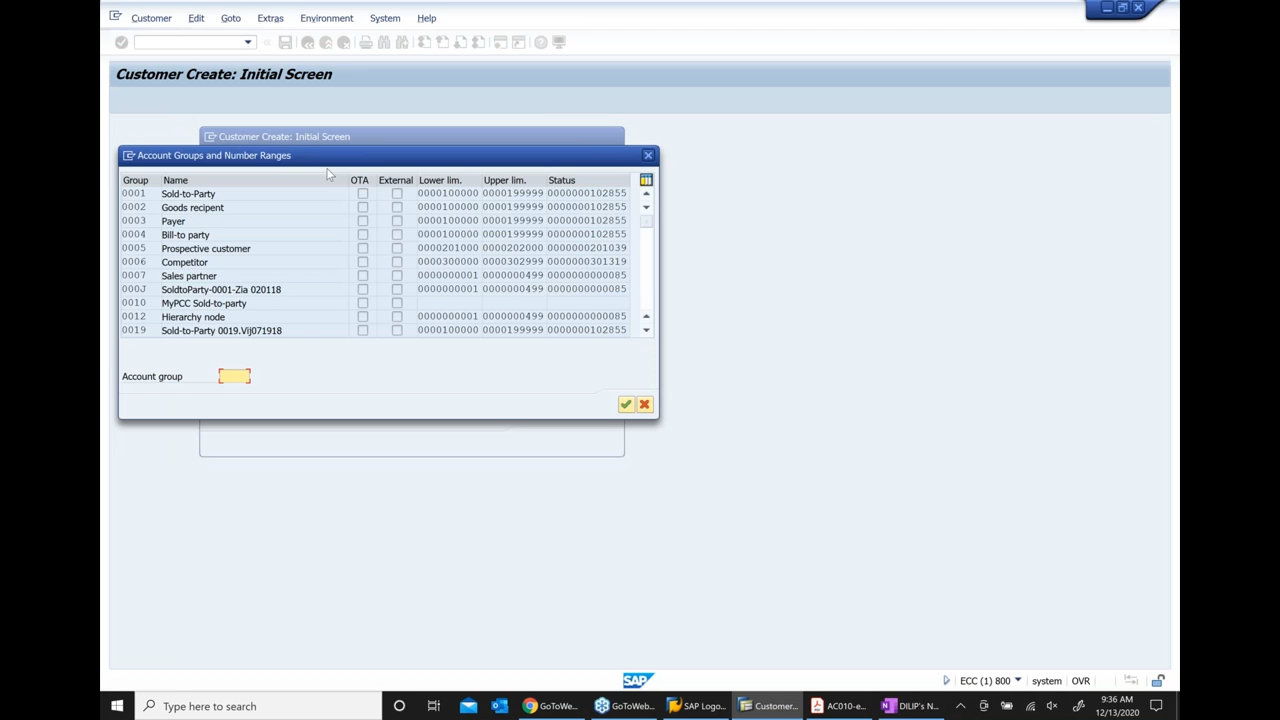 Customer Edit Goto Extras Environment System Help
Customer Create: Initial Screen
Customer Create: Initial Screen
Account Groups and Number Ranges
Group Name OTA External Lower lim. Upper lim. Status
0001 Sold-to-Party 0000100000 0000199999 0000000102855
0002 Goods recipent 0000100000 0000199999 0000000102855
0003 Payer 0000100000 0000199999 0000000102855
0004 Bill-to party 0000100000 0000199999 0000000102855
0005 Prospective customer 0000201000 0000202000 0000000201039
0006 Competitor 0000300000 0000302999 0000000301319
0007 Sales partner 0000000001 0000000499 0000000000085
000J SoldtoParty-0001-Zia 020118 0000000001 0000000499 0000000000085
0010 MyPCC Sold-to-party
0012 Hierarchy node 0000000001 0000000499 0000000000085
0019 Sold-to-Party 0019.Vij071918 0000100000 0000199999 0000000102855
Account group
SAP ECC (1) 800 system OVR
Type here to search GoToWe... GoToWeb... SAP Logo... Customer... AC010-e... DILIP's N... 9:36 AM
12/13/2020